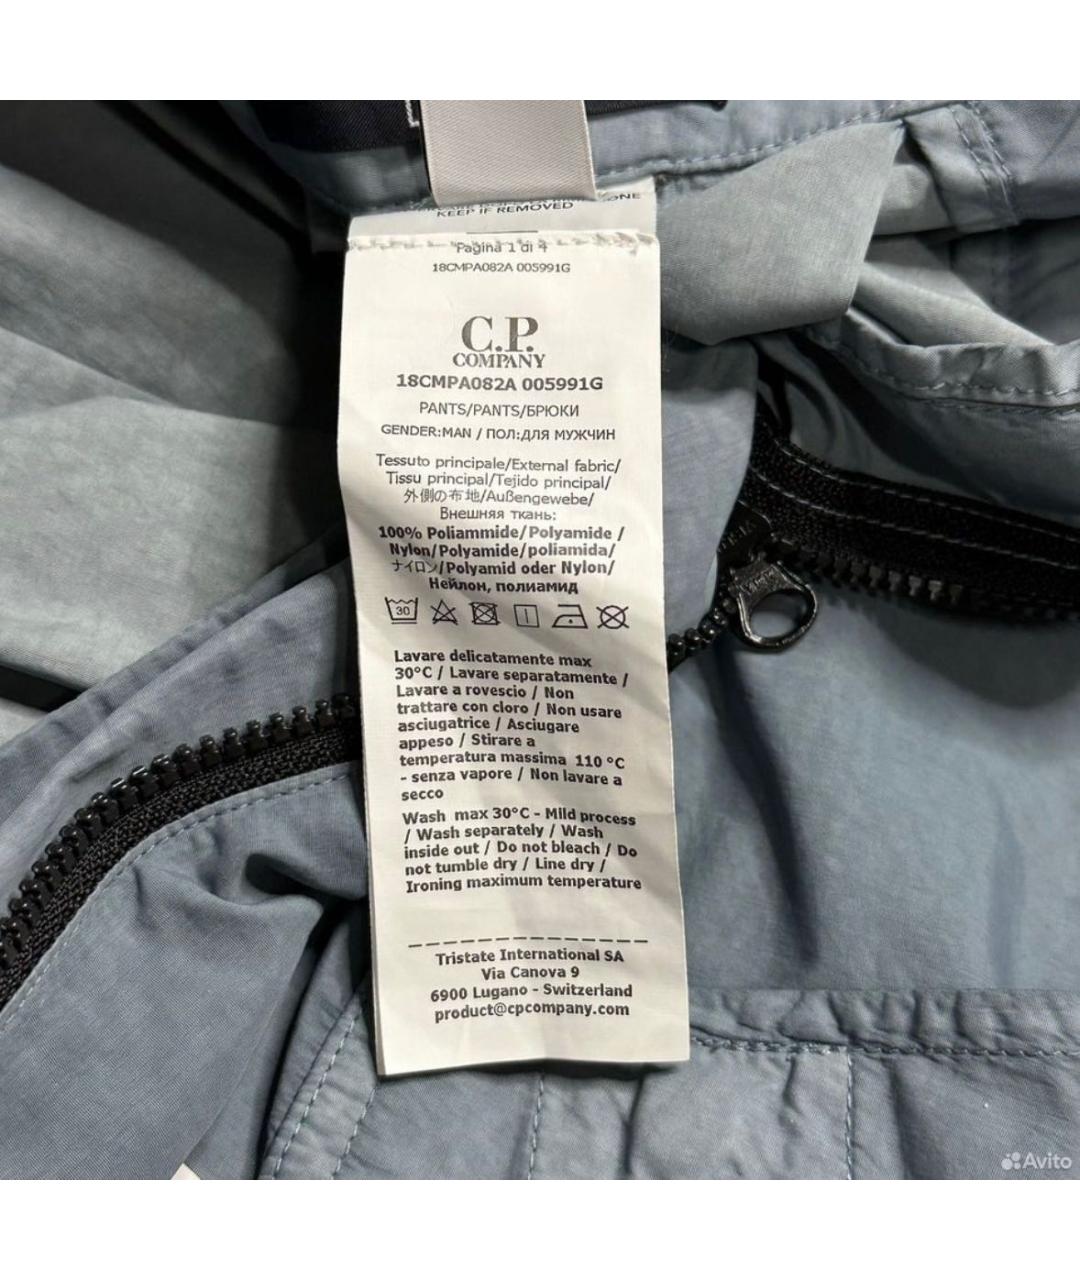 KEEP IF REMOVED
Pagina 1 di 4
18CMPA082A 005991G
C.P.
COMPANY
18CMPA082A 005991G
PANTS/PANTS/БРЮКИ
GENDER:MAN / ПОЛ:ДЛЯ МУЖЧИН
Tessuto principale/External fabric/
Tissu principal/Tejido principal/
外側の布地/Außengewebe/
Внешняя ткань:
100% Poliammide/Polyamide /
Nylon/Polyamide/poliamida/
ナイロン/Polyamid oder Nylon/
Нейлон, полиамид
30
Lavare delicatamente max
30°C / Lavare separatamente /
Lavare a rovescio / Non
trattare con cloro / Non usare
asciugatrice / Asciugare
appeso / Stirare a
temperatura massima 110 °C
- senza vapore / Non lavare a
secco
Wash max 30°C - Mild process
/ Wash separately / Wash
inside out / Do not bleach / Do
not tumble dry / Line dry /
Ironing maximum temperature
Tristate International SA
Via Canova 9
6900 Lugano - Switzerland
product@cpcompany.com
Avito